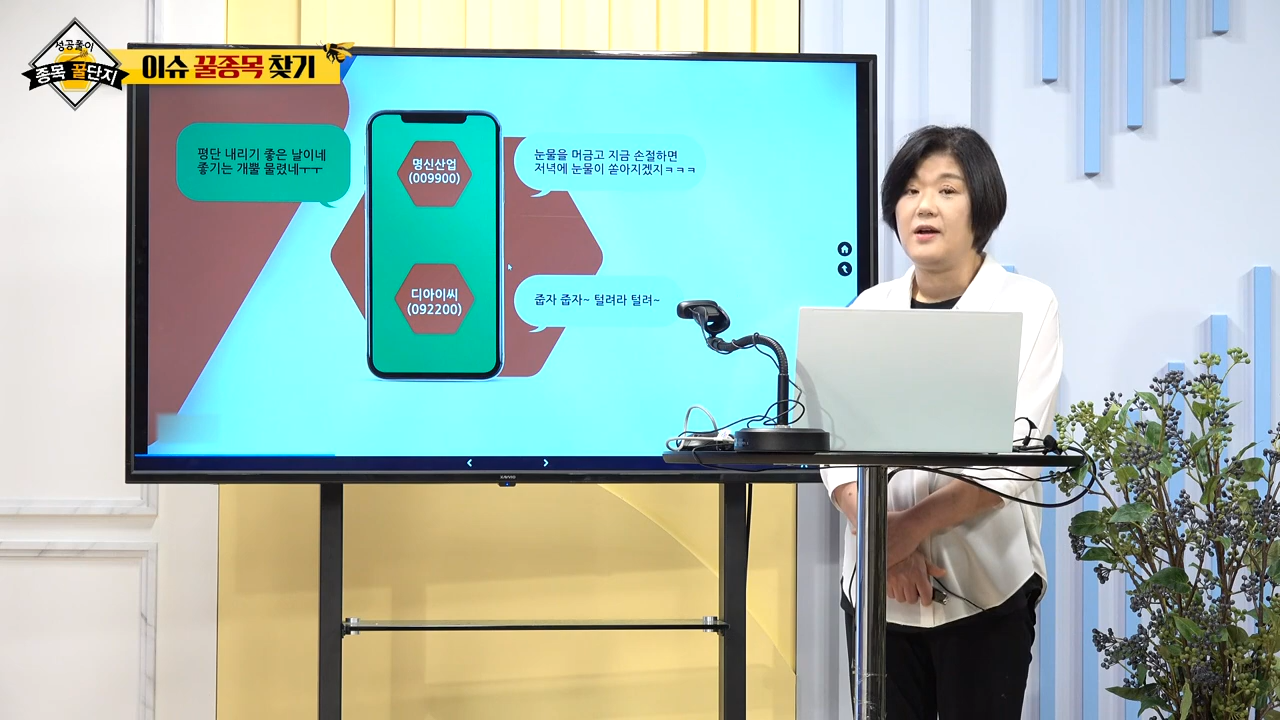 성공풀이
종목 꿀단지
이슈 꿀종목 찾기
평단 내리기 좋은 날이네
좋기는 개뿔 물렸네ㅜㅜ
명신산업
(009900)
눈물을 머금고 지금 손절하면
저녁에 눈물이 쏟아지겠지ㅋㅋㅋ
디아이씨
(092200)
줍자 줍자~ 털려라 털려~